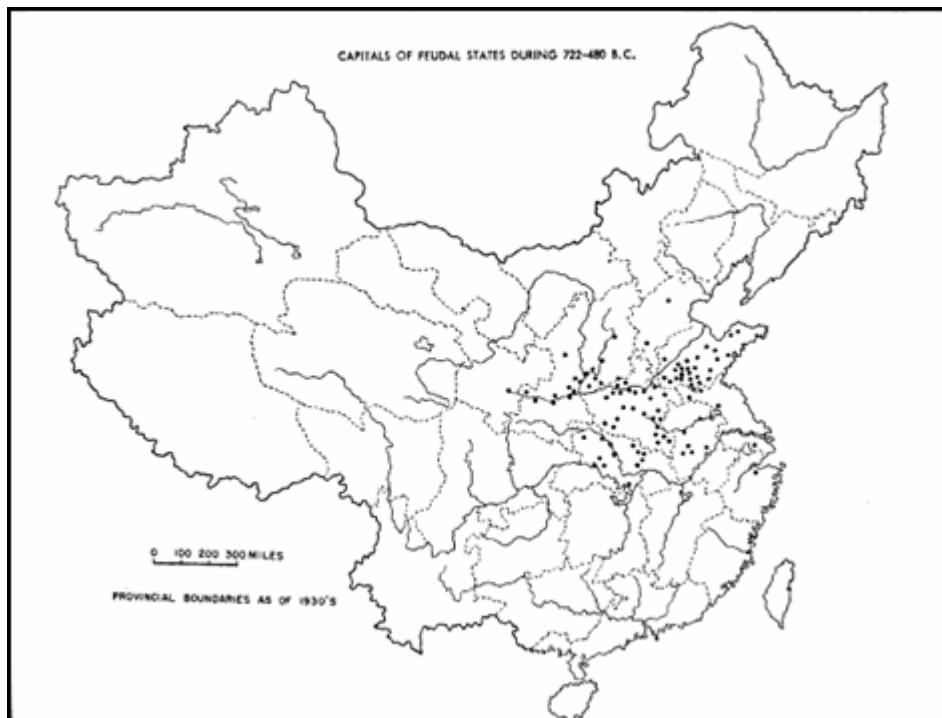 CAPITALS OF FEUDAL STATES DURING 722-480 B.C.
0 100 200 300 MILES
PROVINCIAL BOUNDARIES AS OF 1930'S